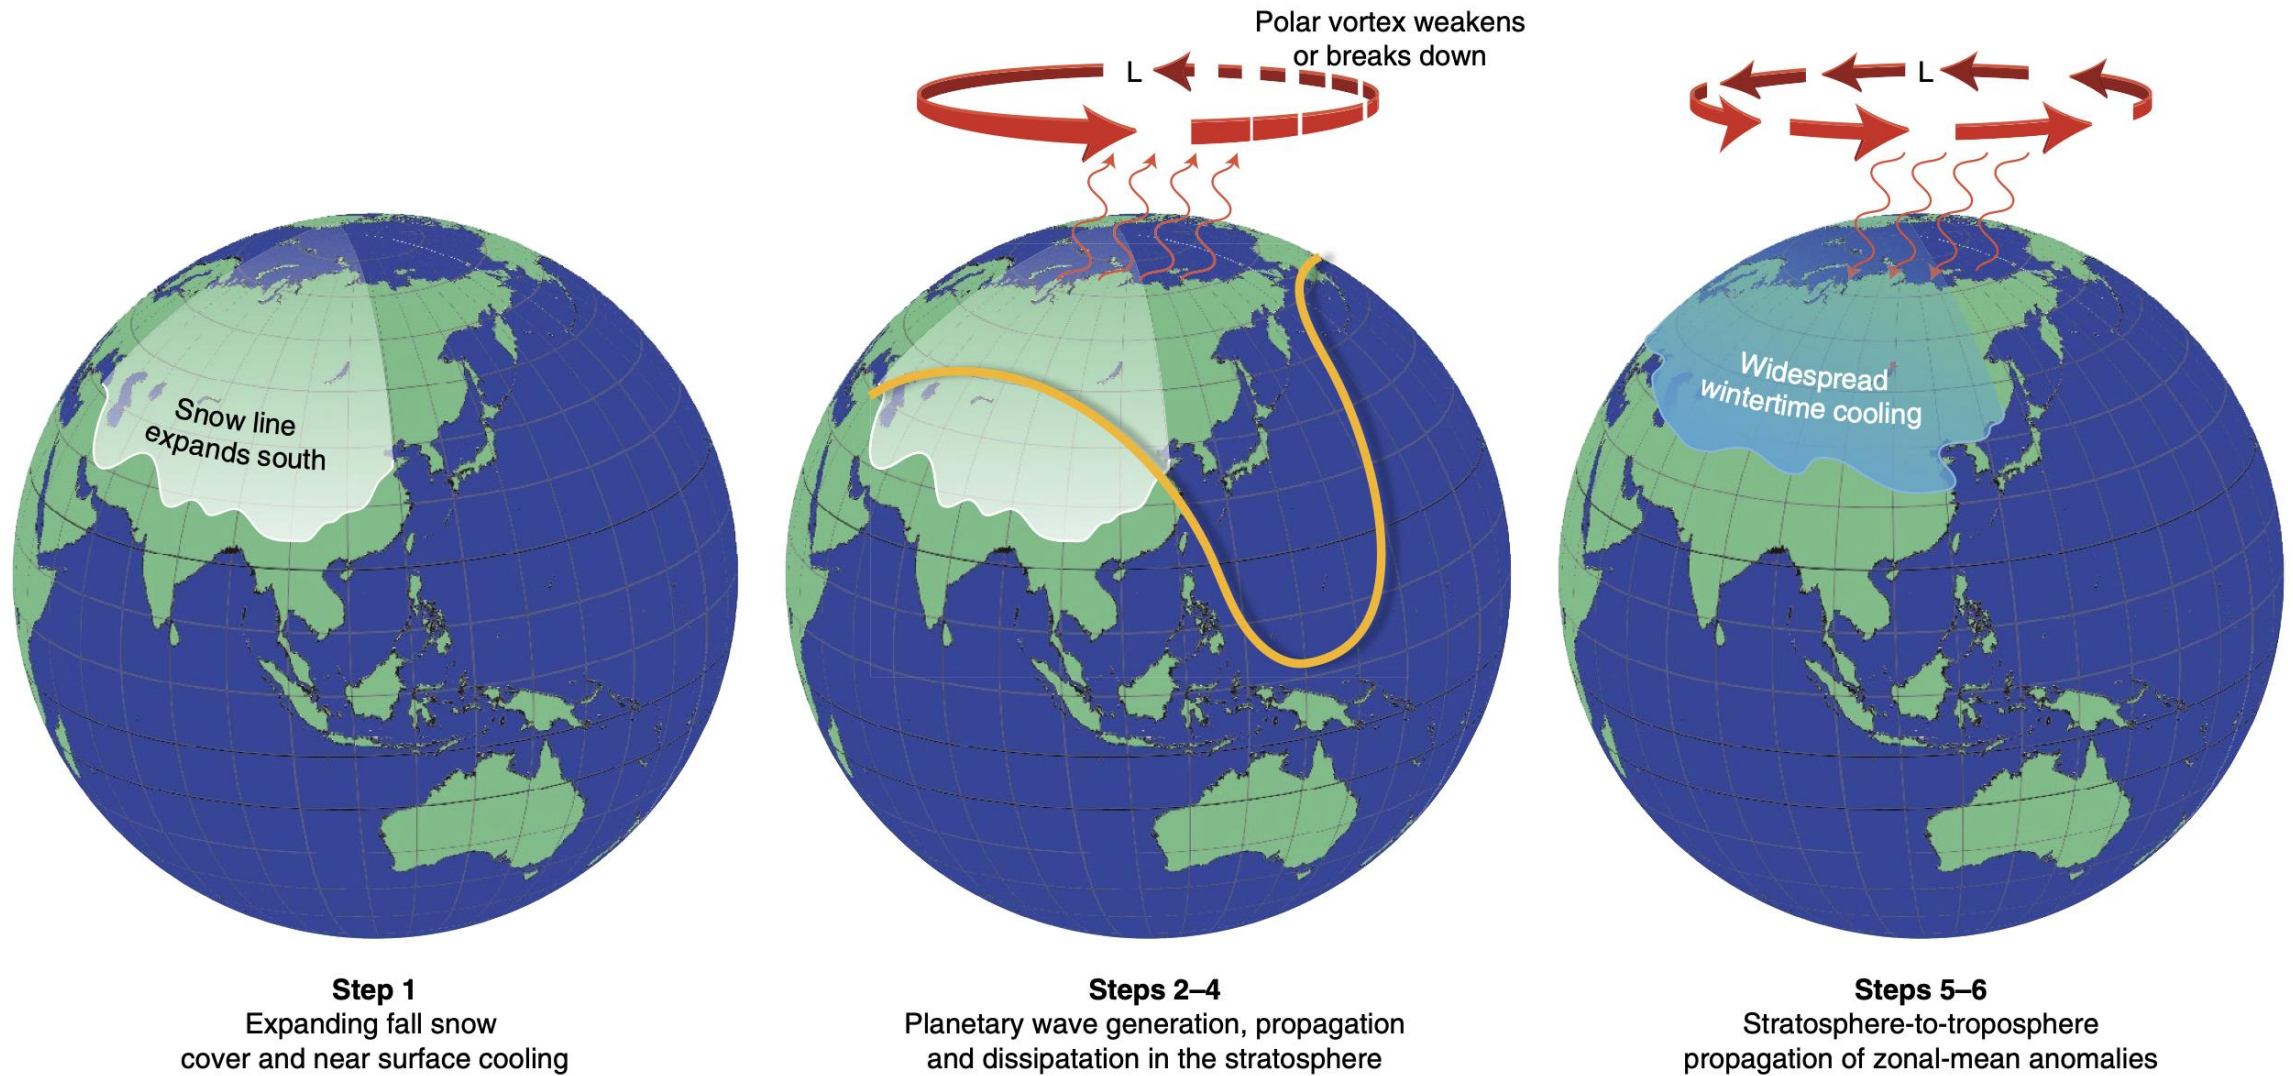 Polar vortex weakens
or breaks down
L
L
Snow line
expands south
Widespread
wintertime cooling
Step 1
Expanding fall snow
cover and near surface cooling
Steps 2–4
Planetary wave generation, propagation
and dissipatation in the stratosphere
Steps 5–6
Stratosphere-to-troposphere
propagation of zonal-mean anomalies